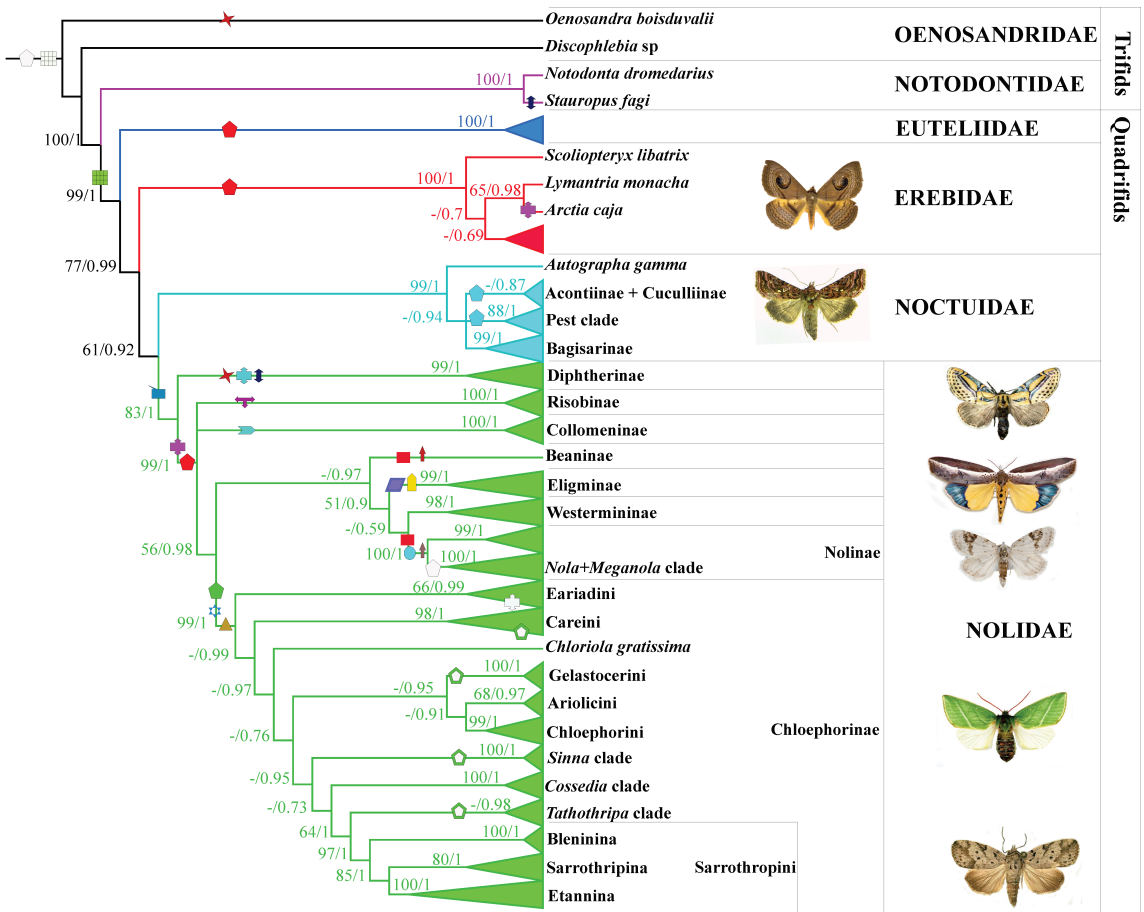 Oenosandra boisduvalii
OENOSANDRIDAE
Discophlebia sp
Trifids
Notodonta dromedarius
100/1
NOTODONTIDAE
Stauropus fagi
100/1
EUTELIIDAE
Quadrifids
100/1
99/1
Scoliopteryx libatrix
100/1
Lymantria monacha
65/0.98
EREBIDAE
Arctia caja
-/0.7
-/0.69
77/0.99
Autographa gamma
99/1
-/0.87
Acontiinae + Cuculliinae
NOCTUIDAE
88/1
Pest clade
-/0.94
99/1
Bagisarinae
61/0.92
99/1
Diphtherinae
100/1
Risobinae
83/1
100/1
Collomeninae
99/1
Beaninae
-/0.97
99/1
Eligminae
51/0.9
98/1
Westermininae
-/0.59
99/1
100/1
Nolinae
56/0.98
100/1
Nola+Meganola clade
66/0.99
Eariadini
99/1
98/1
Careini
NOLIDAE
Chloriola gratissima
-/0.99
100/1
Gelastocerini
-/0.97
-/0.95
68/0.97
Ariolicini
-/0.91
99/1
Chloephorini
Chloephorinae
-/0.76
100/1
Sinna clade
-/0.95
100/1
Cossedia clade
-/0.73
-/0.98
Tathothripa clade
64/1
100/1
Bleninina
97/1
80/1
Sarrothripina
Sarrothropini
85/1
100/1
Etannina